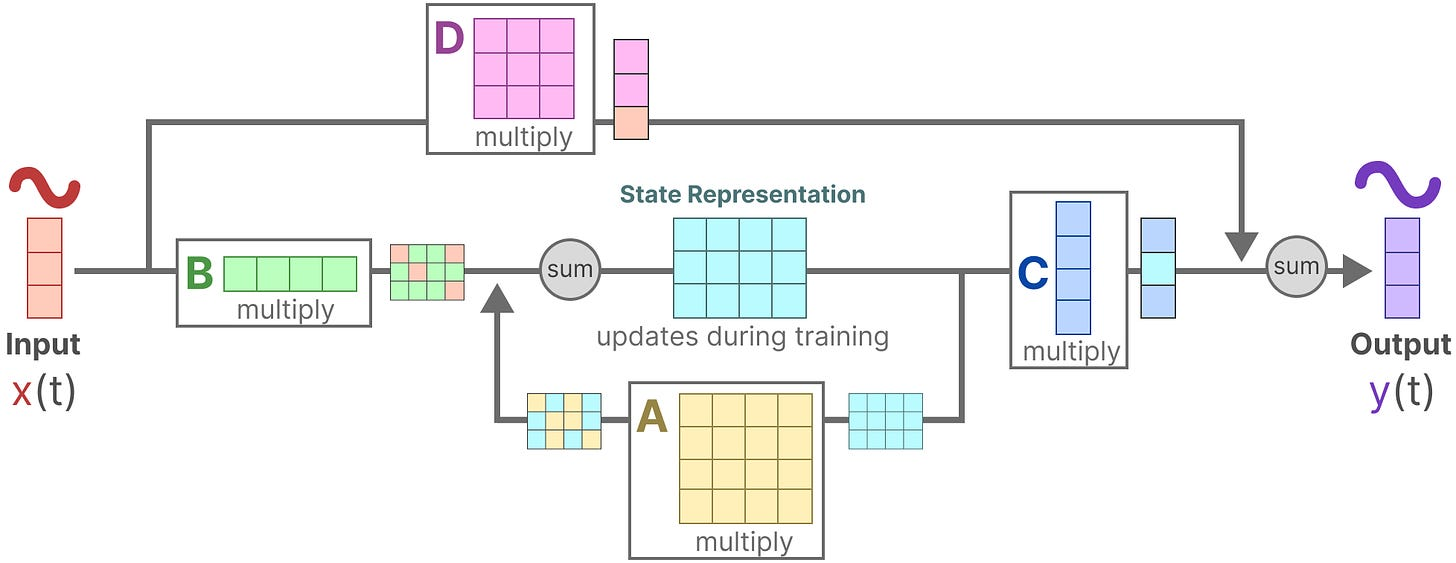 D
multiply
State Representation
B
multiply
sum
updates during training
C
multiply
sum
Input
x(t)
Output
y(t)
A
multiply